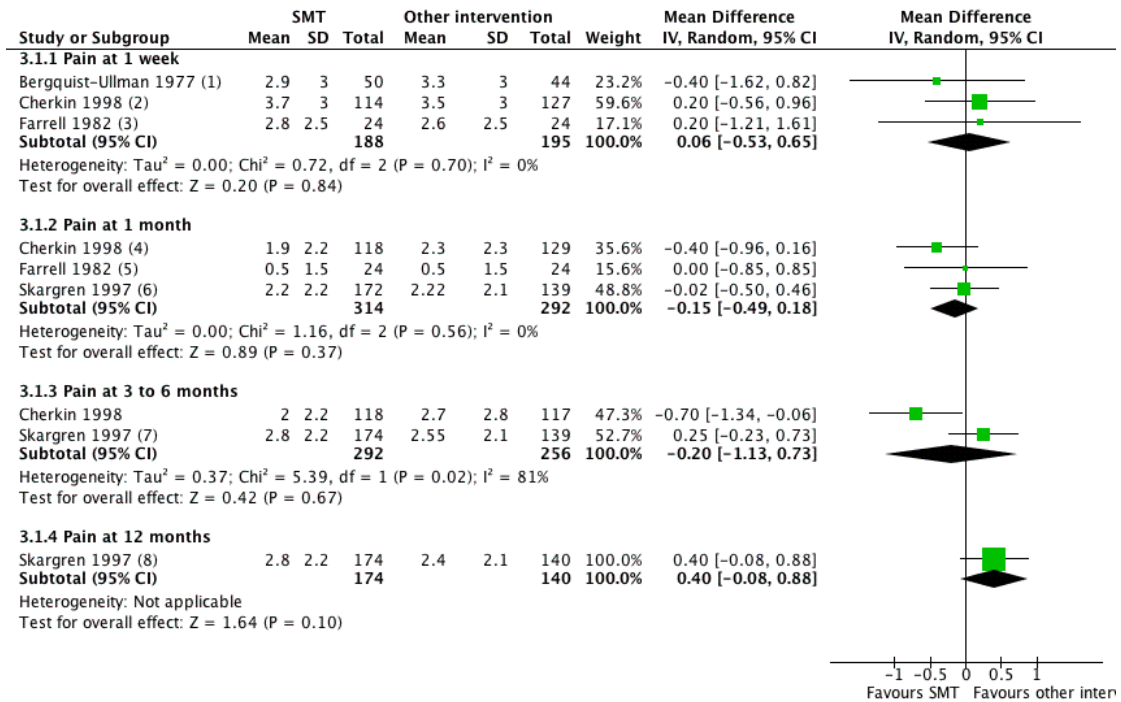 SMT Other intervention Mean Difference Mean Difference
Study or Subgroup Mean SD Total Mean SD Total Weight IV, Random, 95% CI IV, Random, 95% CI
3.1.1 Pain at 1 week
Bergquist-Ullman 1977 (1) 2.9 3 50 3.3 3 44 23.2% -0.40 [-1.62, 0.82]
Cherkin 1998 (2) 3.7 3 114 3.5 3 127 59.6% 0.20 [-0.56, 0.96]
Farrell 1982 (3) 2.8 2.5 24 2.6 2.5 24 17.1% 0.20 [-1.21, 1.61]
Subtotal (95% CI) 188 195 100.0% 0.06 [-0.53, 0.65]
Heterogeneity: Tau² = 0.00; Chi² = 0.72, df = 2 (P = 0.70); I² = 0%
Test for overall effect: Z = 0.20 (P = 0.84)
3.1.2 Pain at 1 month
Cherkin 1998 (4) 1.9 2.2 118 2.3 2.3 129 35.6% -0.40 [-0.96, 0.16]
Farrell 1982 (5) 0.5 1.5 24 0.5 1.5 24 15.6% 0.00 [-0.85, 0.85]
Skargren 1997 (6) 2.2 2.2 172 2.22 2.1 139 48.8% -0.02 [-0.50, 0.46]
Subtotal (95% CI) 314 292 100.0% -0.15 [-0.49, 0.18]
Heterogeneity: Tau² = 0.00; Chi² = 1.16, df = 2 (P = 0.56); I² = 0%
Test for overall effect: Z = 0.89 (P = 0.37)
3.1.3 Pain at 3 to 6 months
Cherkin 1998 2 2.2 118 2.7 2.8 117 47.3% -0.70 [-1.34, -0.06]
Skargren 1997 (7) 2.8 2.2 174 2.55 2.1 139 52.7% 0.25 [-0.23, 0.73]
Subtotal (95% CI) 292 256 100.0% -0.20 [-1.13, 0.73]
Heterogeneity: Tau² = 0.37; Chi² = 5.39, df = 1 (P = 0.02); I² = 81%
Test for overall effect: Z = 0.42 (P = 0.67)
3.1.4 Pain at 12 months
Skargren 1997 (8) 2.8 2.2 174 2.4 2.1 140 100.0% 0.40 [-0.08, 0.88]
Subtotal (95% CI) 174 140 100.0% 0.40 [-0.08, 0.88]
Heterogeneity: Not applicable
Test for overall effect: Z = 1.64 (P = 0.10)
-1 -0.5 0 0.5 1
Favours SMT Favours other inter